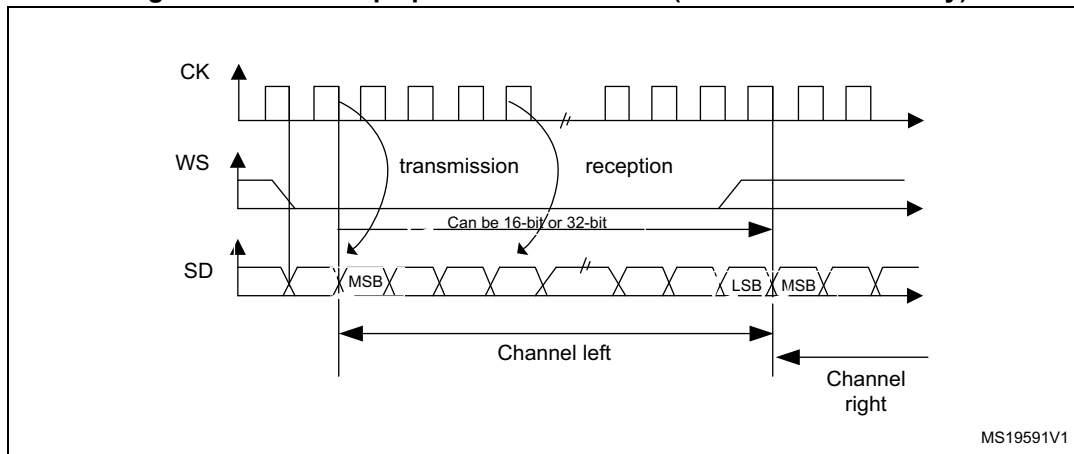 CK
WS
transmission
reception
Can be 16-bit or 32-bit
SD
MSB
LSB
MSB
Channel left
Channel
right
MS19591V1